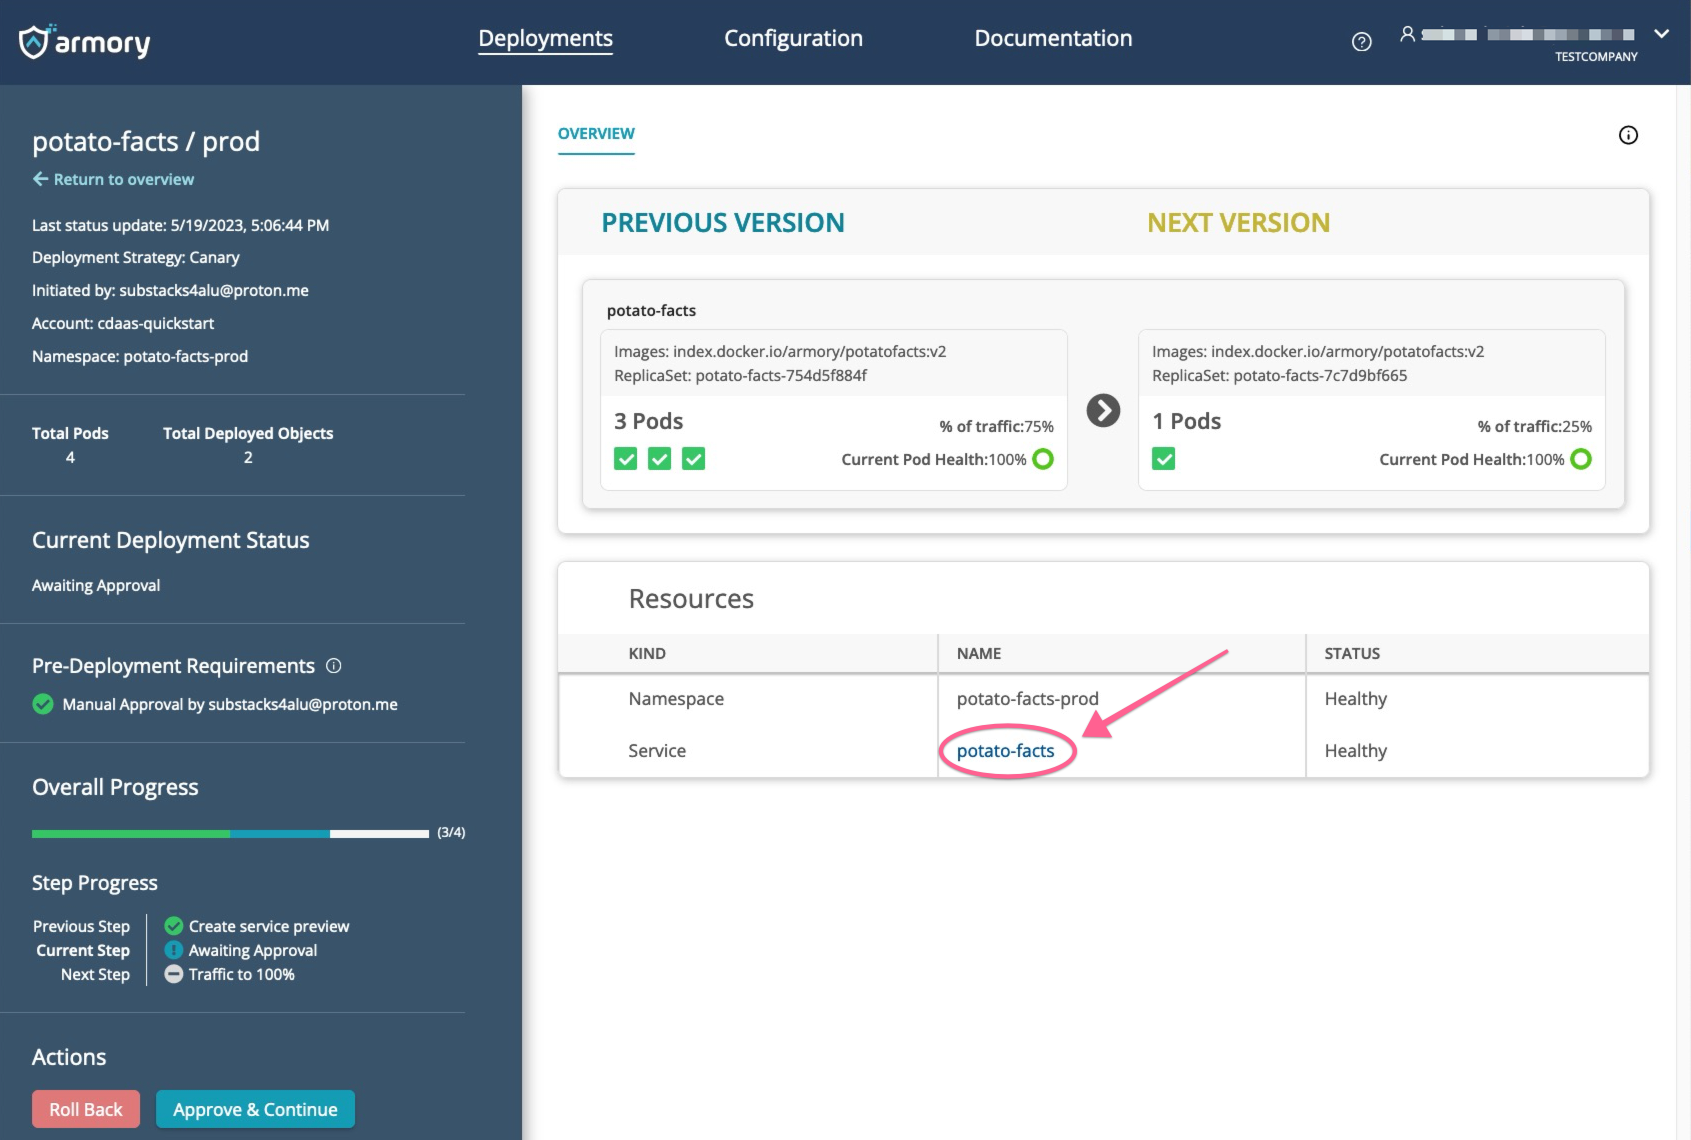 armory
Deployments
Configuration
Documentation
TESTCOMPANY
potato-facts / prod
Return to overview
Last status update: 5/19/2023, 5:06:44 PM
Deployment Strategy: Canary
Initiated by: substacks4alu@proton.me
Account: cdaas-quickstart
Namespace: potato-facts-prod
Total Pods
4
Total Deployed Objects
2
Current Deployment Status
Awaiting Approval
Pre-Deployment Requirements
Manual Approval by substacks4alu@proton.me
Overall Progress
(3/4)
Step Progress
Previous Step Create service preview
Current Step Awaiting Approval
Next Step Traffic to 100%
Actions
Roll Back
Approve & Continue
OVERVIEW
PREVIOUS VERSION
NEXT VERSION
potato-facts
Images: index.docker.io/armory/potatofacts:v2
ReplicaSet: potato-facts-754d5f884f
3 Pods
% of traffic:75%
Current Pod Health:100%
Images: index.docker.io/armory/potatofacts:v2
ReplicaSet: potato-facts-7c7d9bf665
1 Pods
% of traffic:25%
Current Pod Health:100%
Resources
KIND NAME STATUS
Namespace potato-facts-prod Healthy
Service potato-facts Healthy